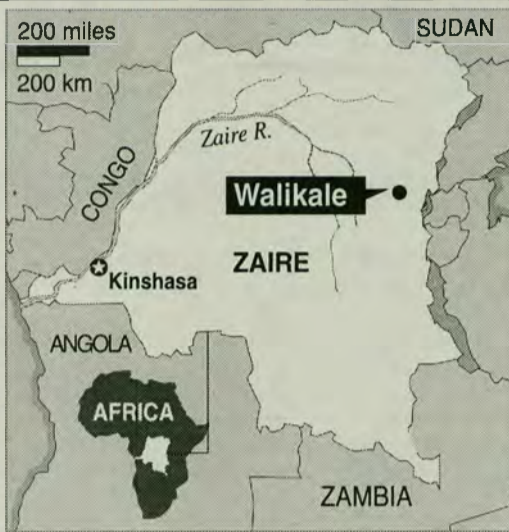 200 miles
200 km
SUDAN
Zaire R.
CONGO
Walikale
ZAIRE
Kinshasa
ANGOLA
AFRICA
ZAMBIA